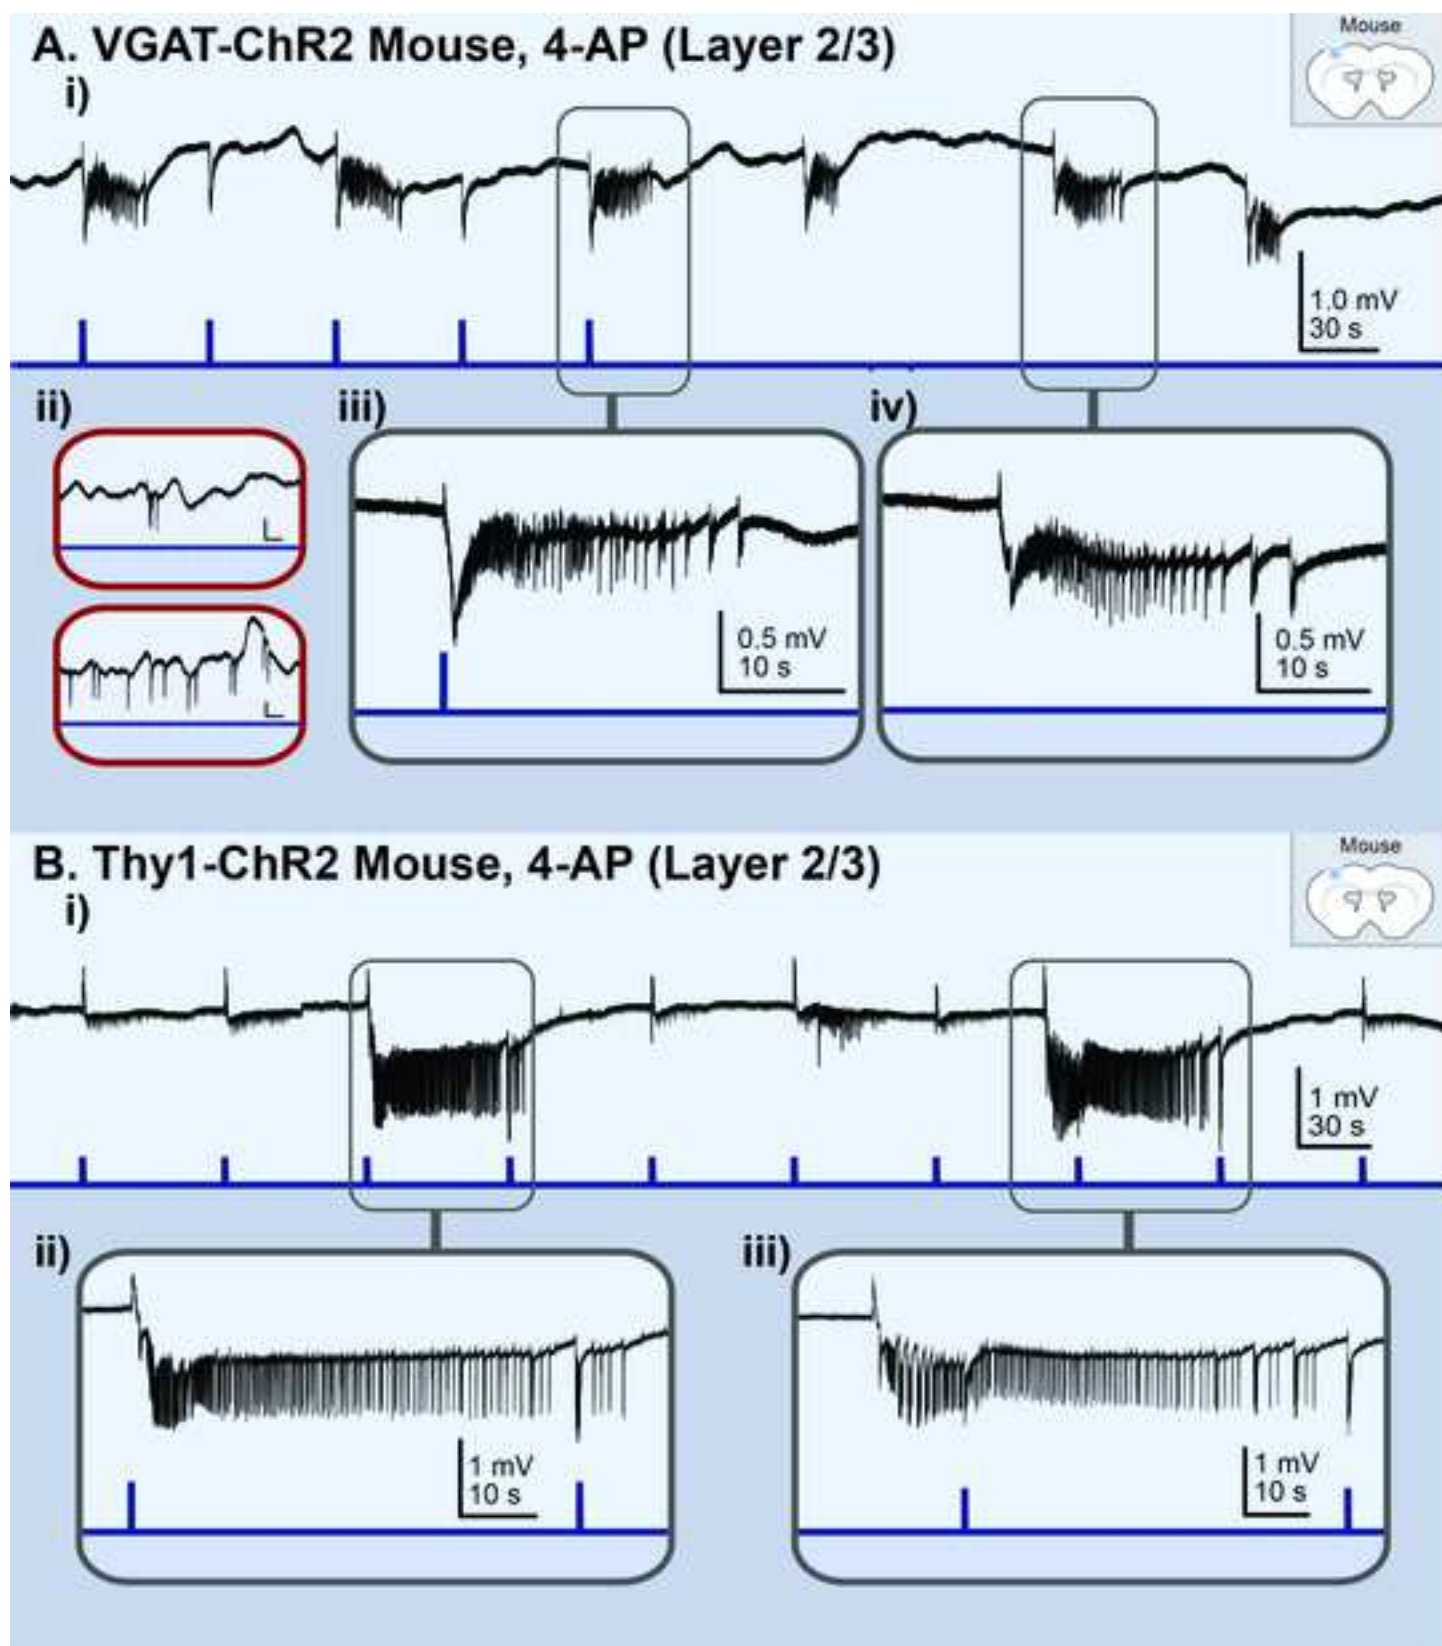 A. VGAT-ChR2 Mouse, 4-AP (Layer 2/3)
Mouse
i)
1.0 mV
30 s
ii)
iii)
iv)
0.5 mV
10 s
0.5 mV
10 s
B. Thy1-ChR2 Mouse, 4-AP (Layer 2/3)
Mouse
i)
1 mV
30 s
ii)
iii)
1 mV
10 s
1 mV
10 s